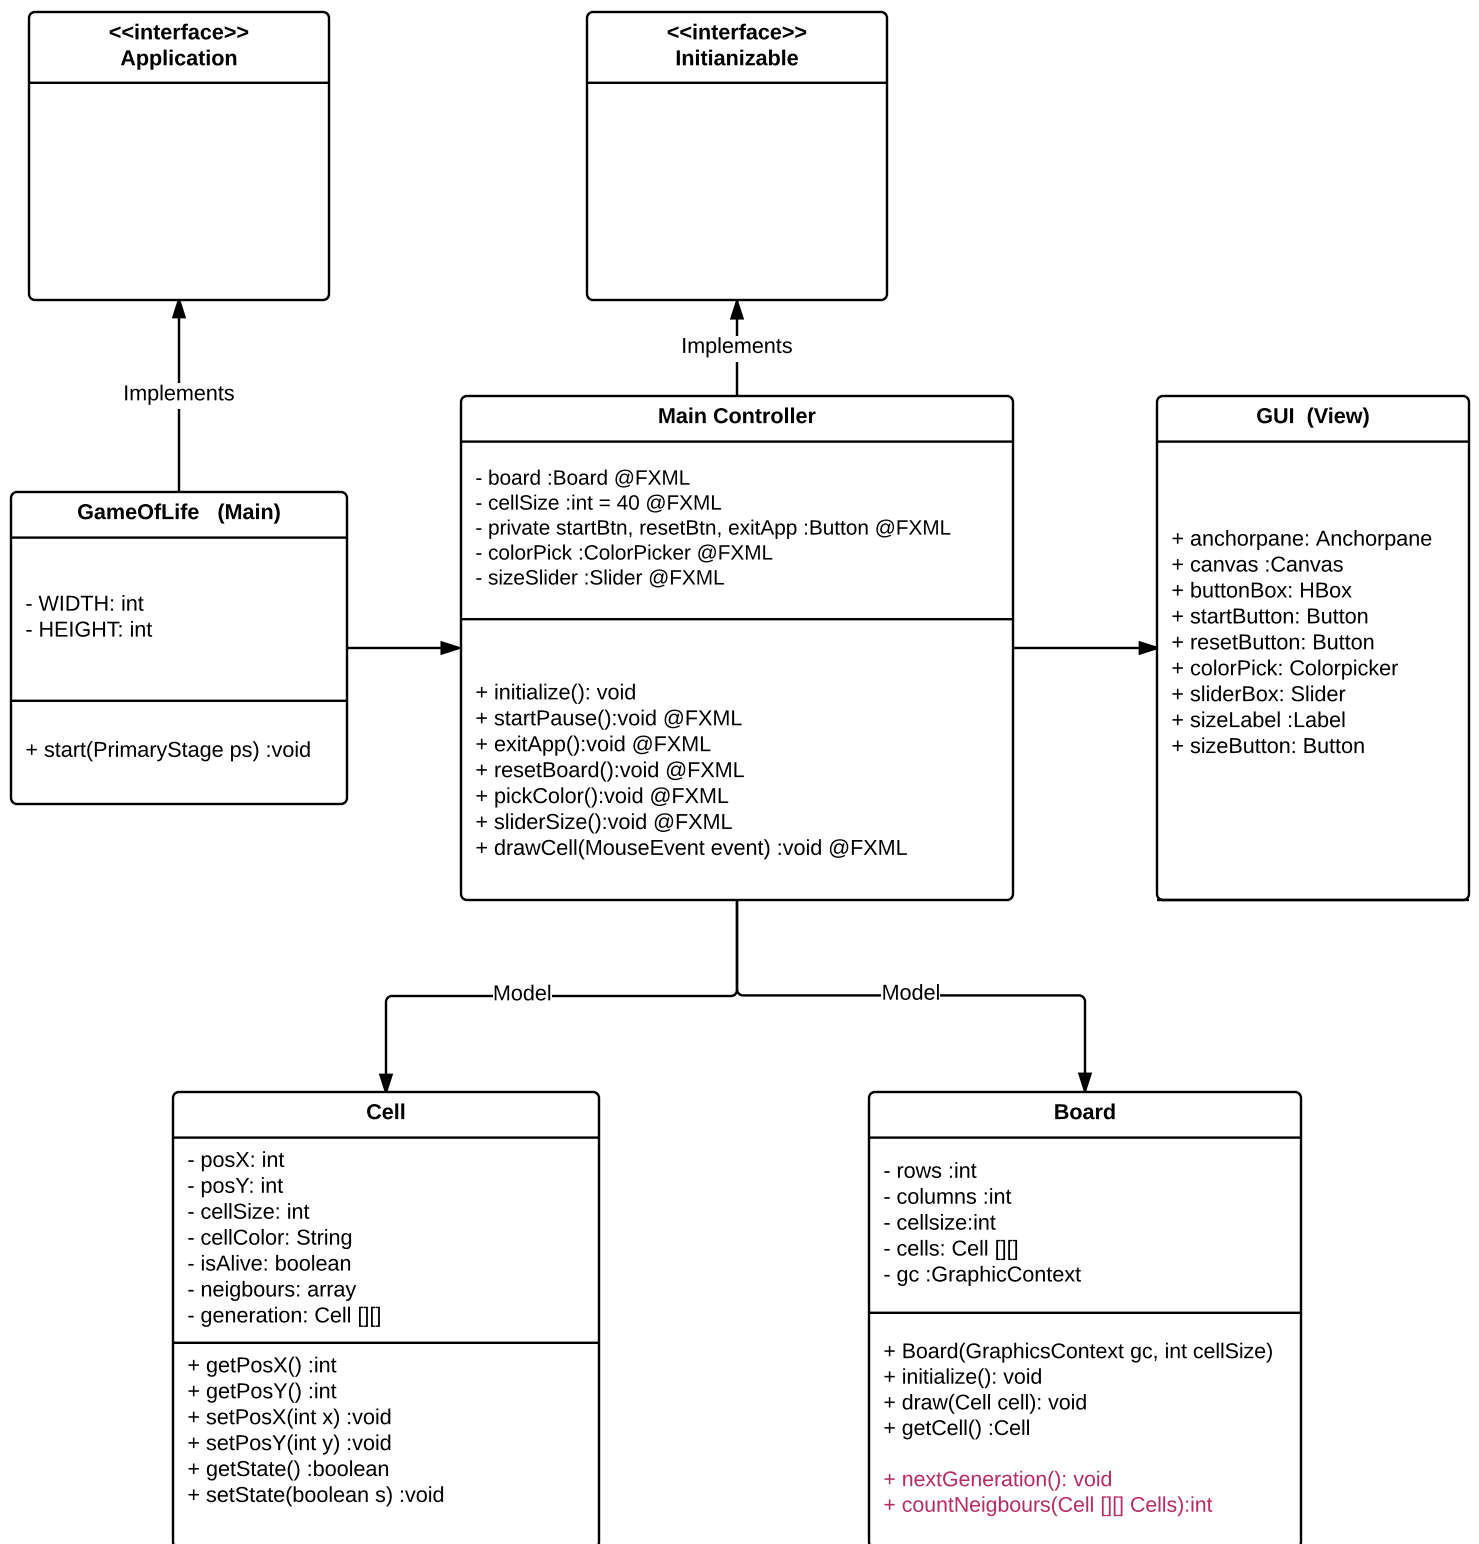 <<interface>>
Application
<<interface>>
Initianizable
Implements
Implements
GameOfLife (Main)
- WIDTH: int
- HEIGHT: int
+ start(PrimaryStage ps) :void
Main Controller
- board :Board @FXML
- cellSize :int = 40 @FXML
- private startBtn, resetBtn, exitApp :Button @FXML
- colorPick :ColorPicker @FXML
- sizeSlider :Slider @FXML
+ initialize(): void
+ startPause():void @FXML
+ exitApp():void @FXML
+ resetBoard():void @FXML
+ pickColor():void @FXML
+ sliderSize():void @FXML
+ drawCell(MouseEvent event) :void @FXML
GUI (View)
+ anchorpane: Anchorpane
+ canvas :Canvas
+ buttonBox: HBox
+ startButton: Button
+ resetButton: Button
+ colorPick: Colorpicker
+ sliderBox: Slider
+ sizeLabel :Label
+ sizeButton: Button
Model
Model
Cell
- posX: int
- posY: int
- cellSize: int
- cellColor: String
- isAlive: boolean
- neigbours: array
- generation: Cell [][]
+ getPosX() :int
+ getPosY() :int
+ setPosX(int x) :void
+ setPosY(int y) :void
+ getState() :boolean
+ setState(boolean s) :void
Board
- rows :int
- columns :int
- cellsize:int
- cells: Cell [][]
- gc :GraphicContext
+ Board(GraphicsContext gc, int cellSize)
+ initialize(): void
+ draw(Cell cell): void
+ getCell() :Cell
+ nextGeneration(): void
+ countNeigbours(Cell [][] Cells):int